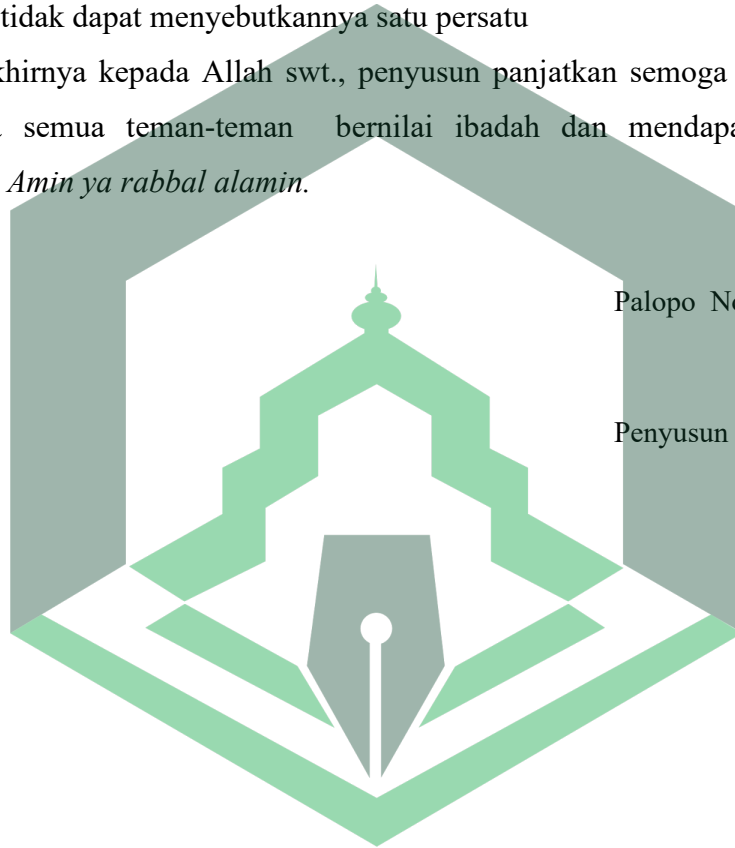 tidak dapat menyebutkannya satu persatu
khirnya kepada Allah swt., penyusun panjatkan semoga
semua teman-teman bernilai ibadah dan mendapa
Amin ya rabbal alamin.
Palopo No
Penyusun